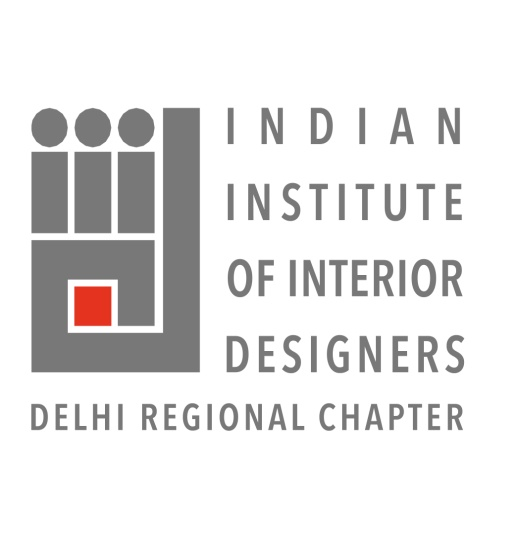 INDIAN
INSTITUTE
OF INTERIOR
DESIGNERS
DELHI REGIONAL CHAPTER